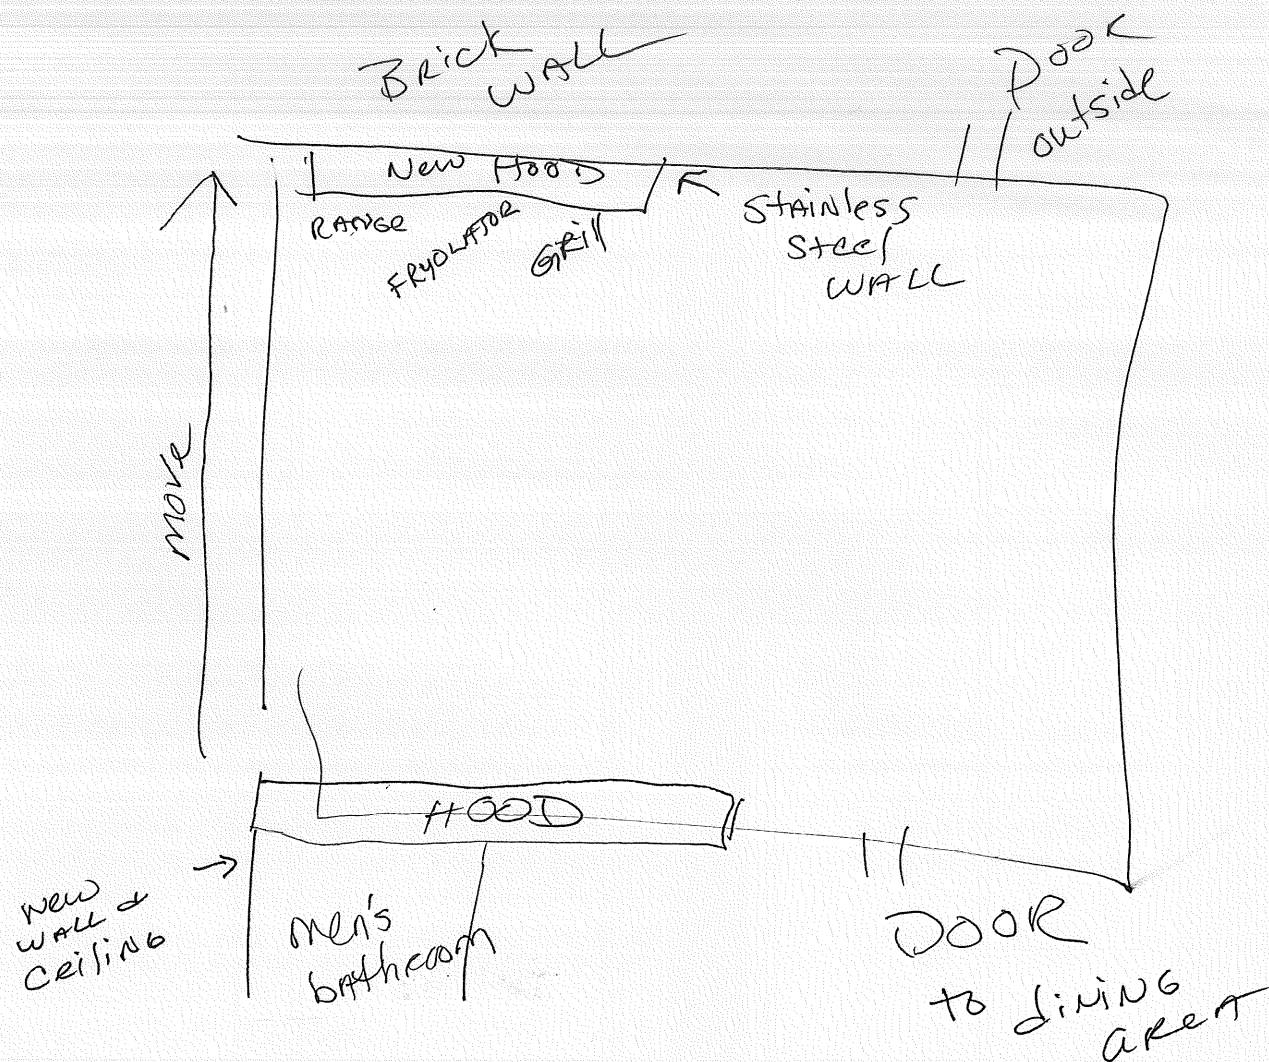 Brick
WALL
DOOR
outside
New HOOD
RANGE
FRYOLATOR
GRill
StAiNless
Steel
WALL
move
HOOD
New
WALL &
ceiliNG
men's
bathroom
DOOR
to diNiNG
AREA